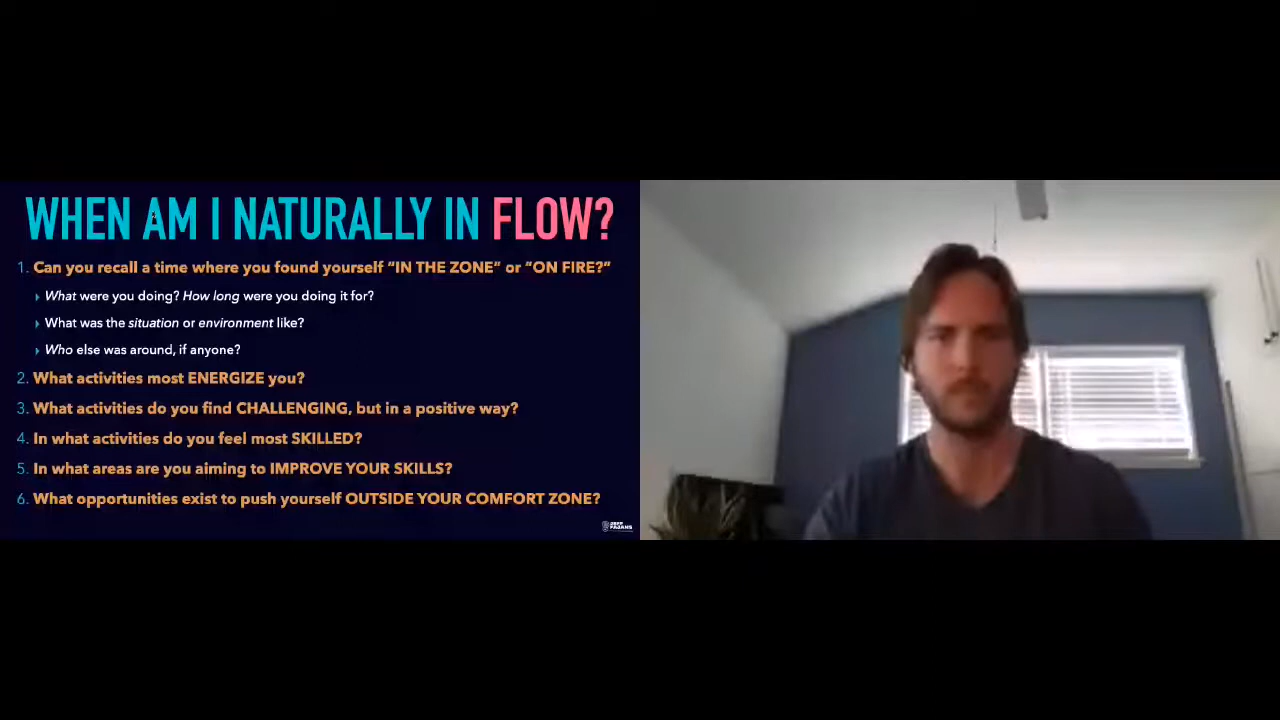 WHEN AM I NATURALLY IN FLOW?
1. Can you recall a time where you found yourself “IN THE ZONE” or “ON FIRE?”
What were you doing? How long were you doing it for?
What was the situation or environment like?
Who else was around, if anyone?
2. What activities most ENERGIZE you?
3. What activities do you find CHALLENGING, but in a positive way?
4. In what activities do you feel most SKILLED?
5. In what areas are you aiming to IMPROVE YOUR SKILLS?
6. What opportunities exist to push yourself OUTSIDE YOUR COMFORT ZONE?